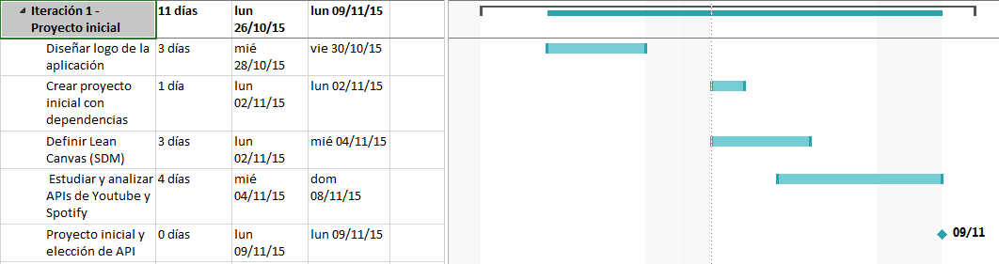 Iteración 1 - Proyecto inicial 11 días lun 26/10/15 lun 09/11/15
Diseñar logo de la aplicación 3 días mié 28/10/15 vie 30/10/15
Crear proyecto inicial con dependencias 1 día lun 02/11/15 lun 02/11/15
Definir Lean Canvas (SDM) 3 días lun 02/11/15 mié 04/11/15
Estudiar y analizar APIs de Youtube y Spotify 4 días mié 04/11/15 dom 08/11/15
Proyecto inicial y elección de API 0 días lun 09/11/15 lun 09/11/15
09/11